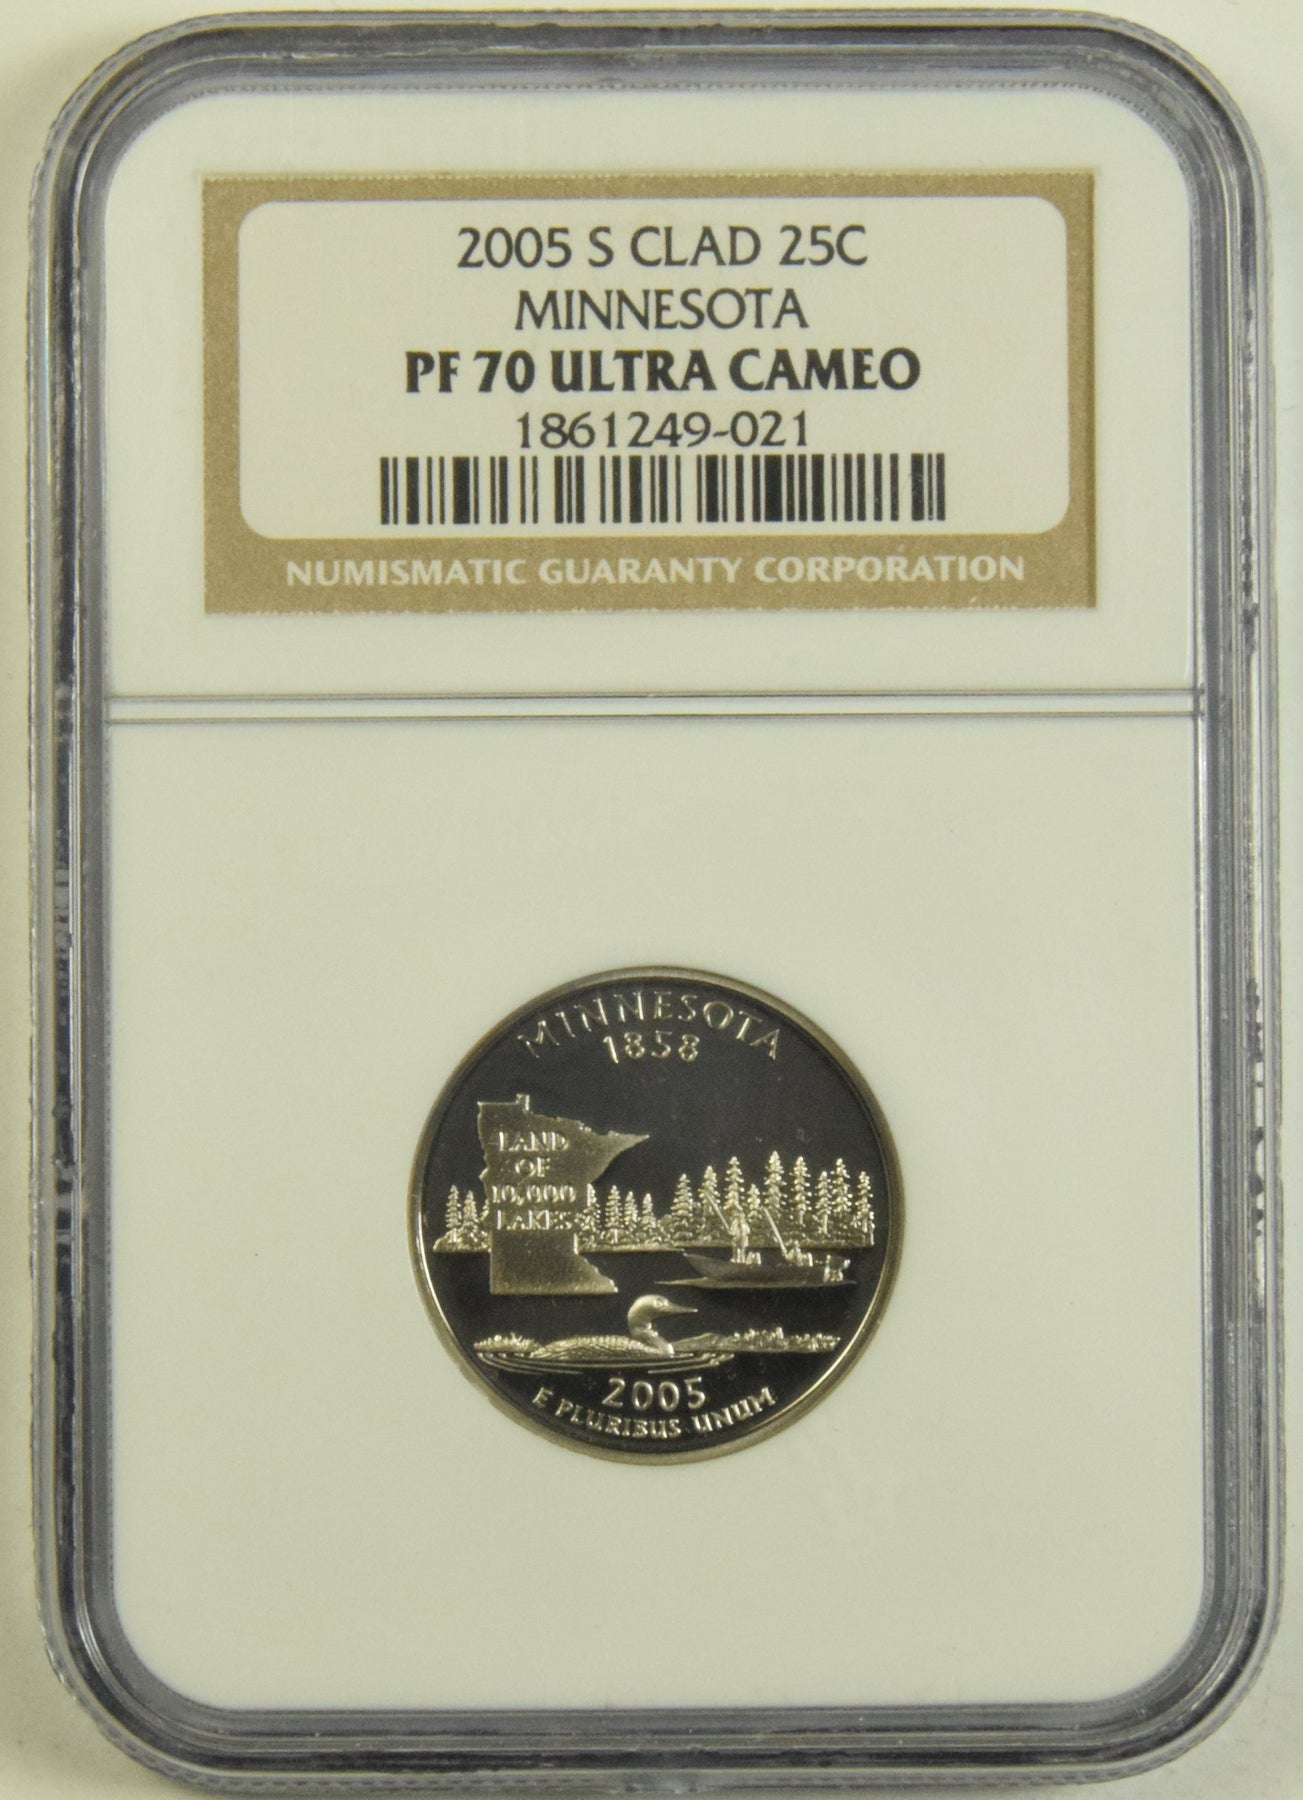 2005 S CLAD 25C
MINNESOTA
PF 70 ULTRA CAMEO
1861249-021
NUMISMATIC GUARANTY CORPORATION
MINNESOTA
1858
LAND
OF
10,000
LAKES
2005
E PLURIBUS UNUM